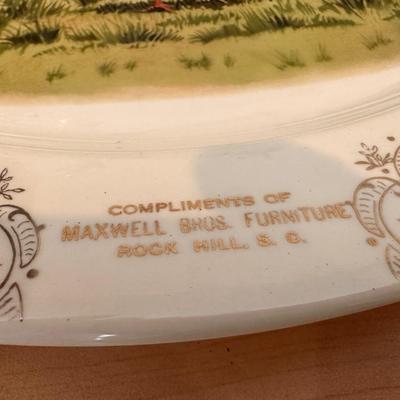 COMPLIMENTS OF
MAXWELL BROS. FURNITURE
ROCK HILL, S. C.